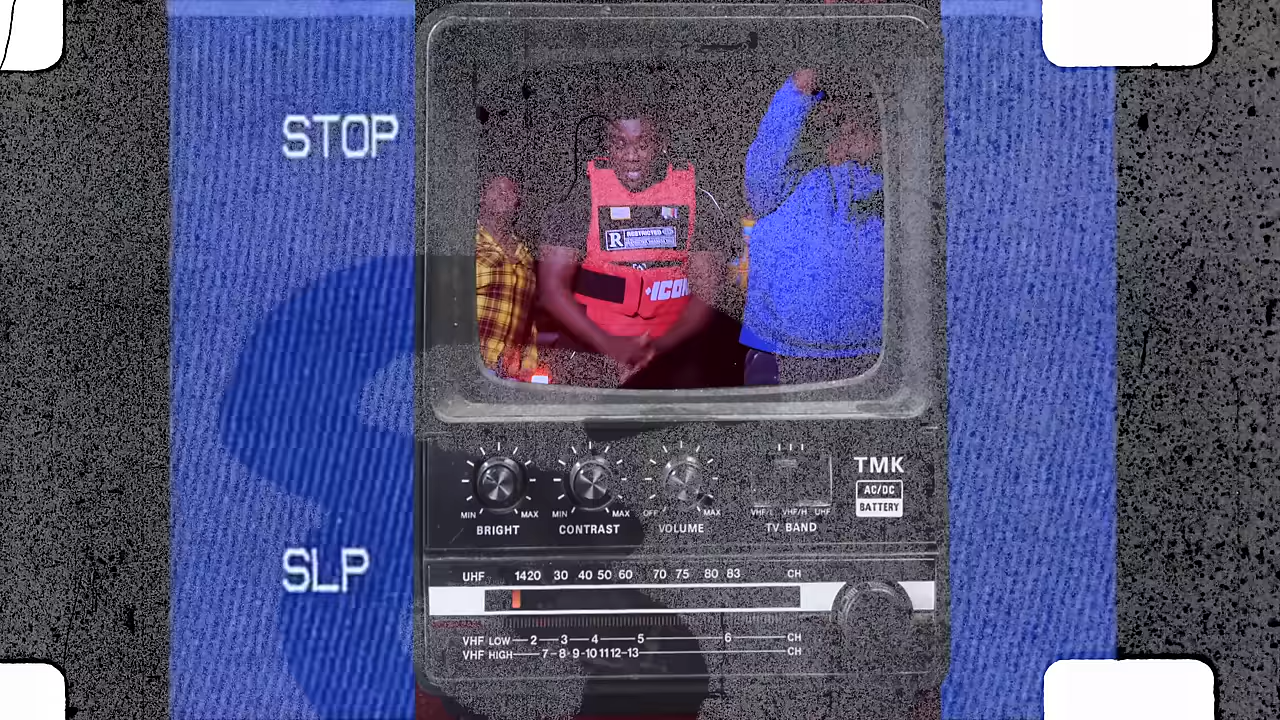 STOP
R RESTRICTED
ICON
MIN MAX MIN MAX OFF MAX VHF/L VHF/H UHF
BRIGHT CONTRAST VOLUME TV BAND
TMK
AC/DC
BATTERY
SLP
UHF 1420 30 40 50 60 70 75 80 83 CH
VHF LOW 2 3 4 5 6 CH
VHF HIGH 7-8-9-10 11 12-13 CH